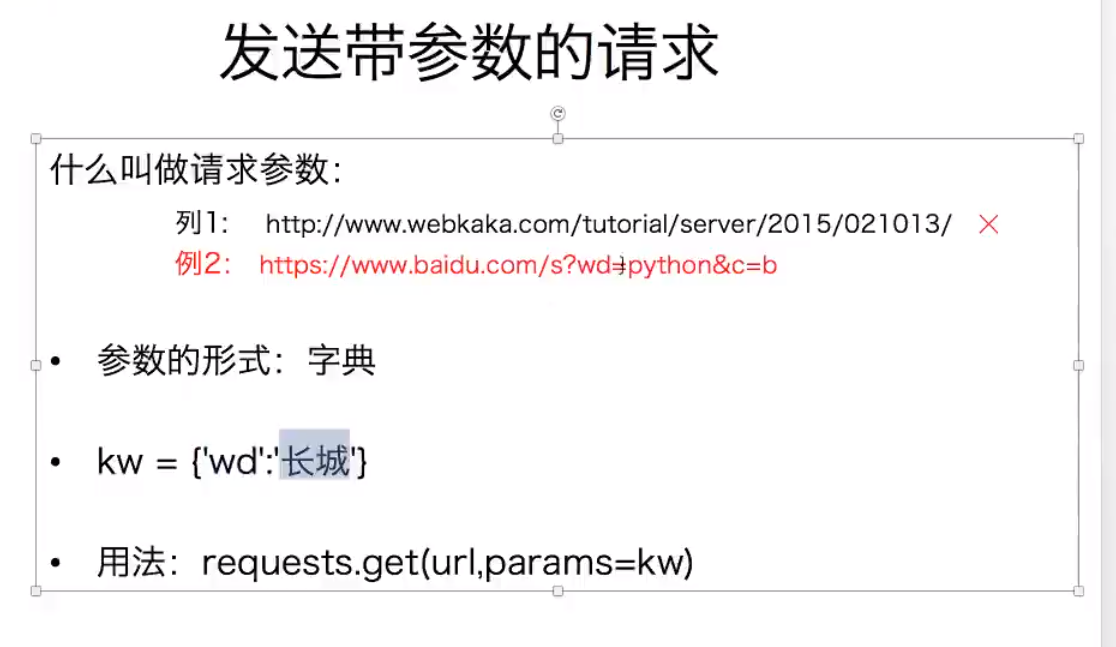 发送带参数的请求
什么叫做请求参数：
列1： http://www.webkaka.com/tutorial/server/2015/021013/
例2： https://www.baidu.com/s?wd=python&c=b
• 参数的形式：字典
• kw = {'wd':'长城'}
• 用法：requests.get(url,params=kw)